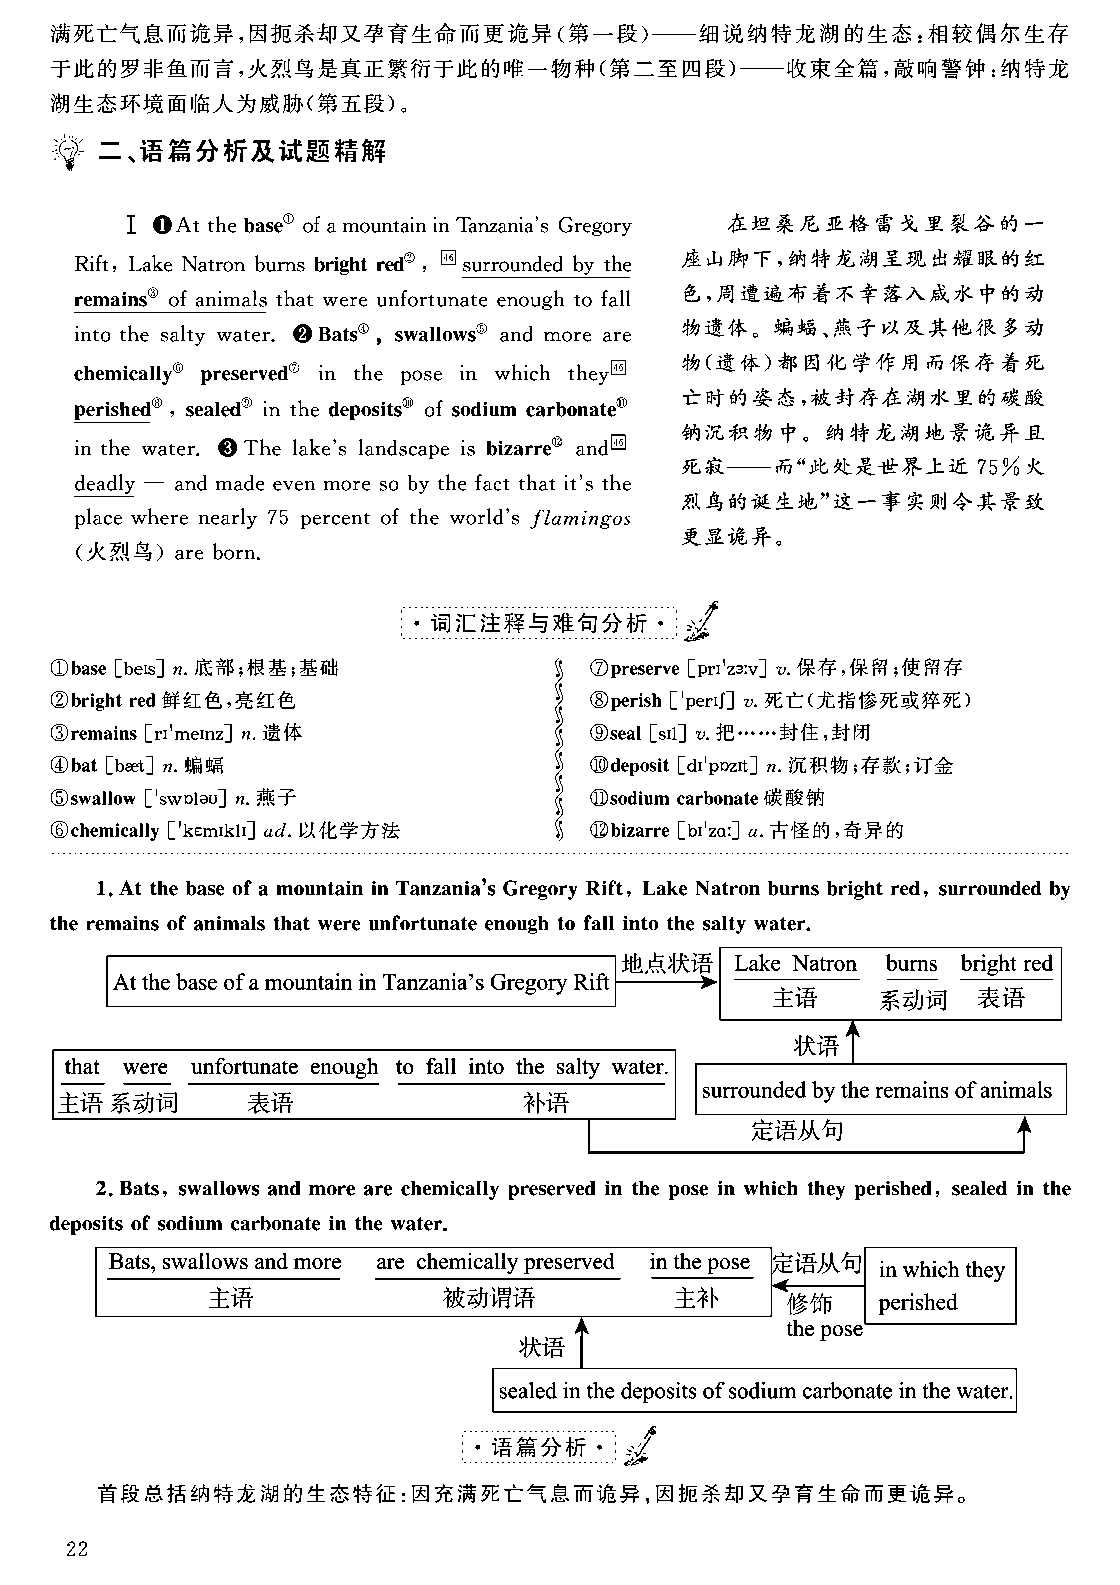 满死亡气息而诡异,因扼杀却又孕育生命而更诡异(第一段)——细说纳特龙湖的生态:相较偶尔生存
于此的罗非鱼而言,火烈鸟是真正繁衍于此的唯一物种(第二至四段)——收束全篇,敲响警钟:纳特龙
湖生态环境面临人为威胁(第五段)。
二、语篇分析及试题精解
Ⅰ ❶At the base① of a mountain in Tanzania's Gregory
Rift, Lake Natron burns bright red②, 46 surrounded by the
remains③ of animals that were unfortunate enough to fall
into the salty water. ❷Bats④, swallows⑤ and more are
chemically⑥ preserved⑦ in the pose in which they46
perished⑧, sealed⑨ in the deposits⑩ of sodium carbonate⑪
in the water. ❸The lake's landscape is bizarre⑫ and46
deadly — and made even more so by the fact that it's the
place where nearly 75 percent of the world's flamingos
(火烈鸟) are born.
在坦桑尼亚格雷戈里裂谷的一
座山脚下,纳特龙湖呈现出耀眼的红
色,周遭遍布着不幸落入咸水中的动
物遗体。蝙蝠、燕子以及其他很多动
物(遗体)都因化学作用而保存着死
亡时的姿态,被封存在湖水里的碳酸
钠沉积物中。纳特龙湖地景诡异且
死寂——而“此处是世界上近 75%火
烈鸟的诞生地”这一事实则令其景致
更显诡异。
·词汇注释与难句分析·
①base [beɪs] n. 底部;根基;基础
②bright red 鲜红色,亮红色
③remains [rɪˈmeɪnz] n. 遗体
④bat [bæt] n. 蝙蝠
⑤swallow [ˈswɒləʊ] n. 燕子
⑥chemically [ˈkɛmɪklɪ] ad. 以化学方法
⑦preserve [prɪˈzɜːv] v. 保存,保留;使留存
⑧perish [ˈperɪʃ] v. 死亡(尤指惨死或猝死)
⑨seal [sɪl] v. 把……封住,封闭
⑩deposit [dɪˈpɒzɪt] n. 沉积物;存款;订金
⑪sodium carbonate 碳酸钠
⑫bizarre [bɪˈzɑː] a. 古怪的,奇异的
1. At the base of a mountain in Tanzania's Gregory Rift, Lake Natron burns bright red, surrounded by
the remains of animals that were unfortunate enough to fall into the salty water.
At the base of a mountain in Tanzania's Gregory Rift
地点状语
Lake Natron burns bright red
主语 系动词 表语
状语
that were unfortunate enough to fall into the salty water.
主语 系动词 表语 补语
surrounded by the remains of animals
定语从句
2. Bats, swallows and more are chemically preserved in the pose in which they perished, sealed in the
deposits of sodium carbonate in the water.
Bats, swallows and more are chemically preserved in the pose
主语 被动谓语 主补
定语从句
修饰
the pose
in which they
perished
状语
sealed in the deposits of sodium carbonate in the water.
·语篇分析·
首段总括纳特龙湖的生态特征:因充满死亡气息而诡异,因扼杀却又孕育生命而更诡异。
22